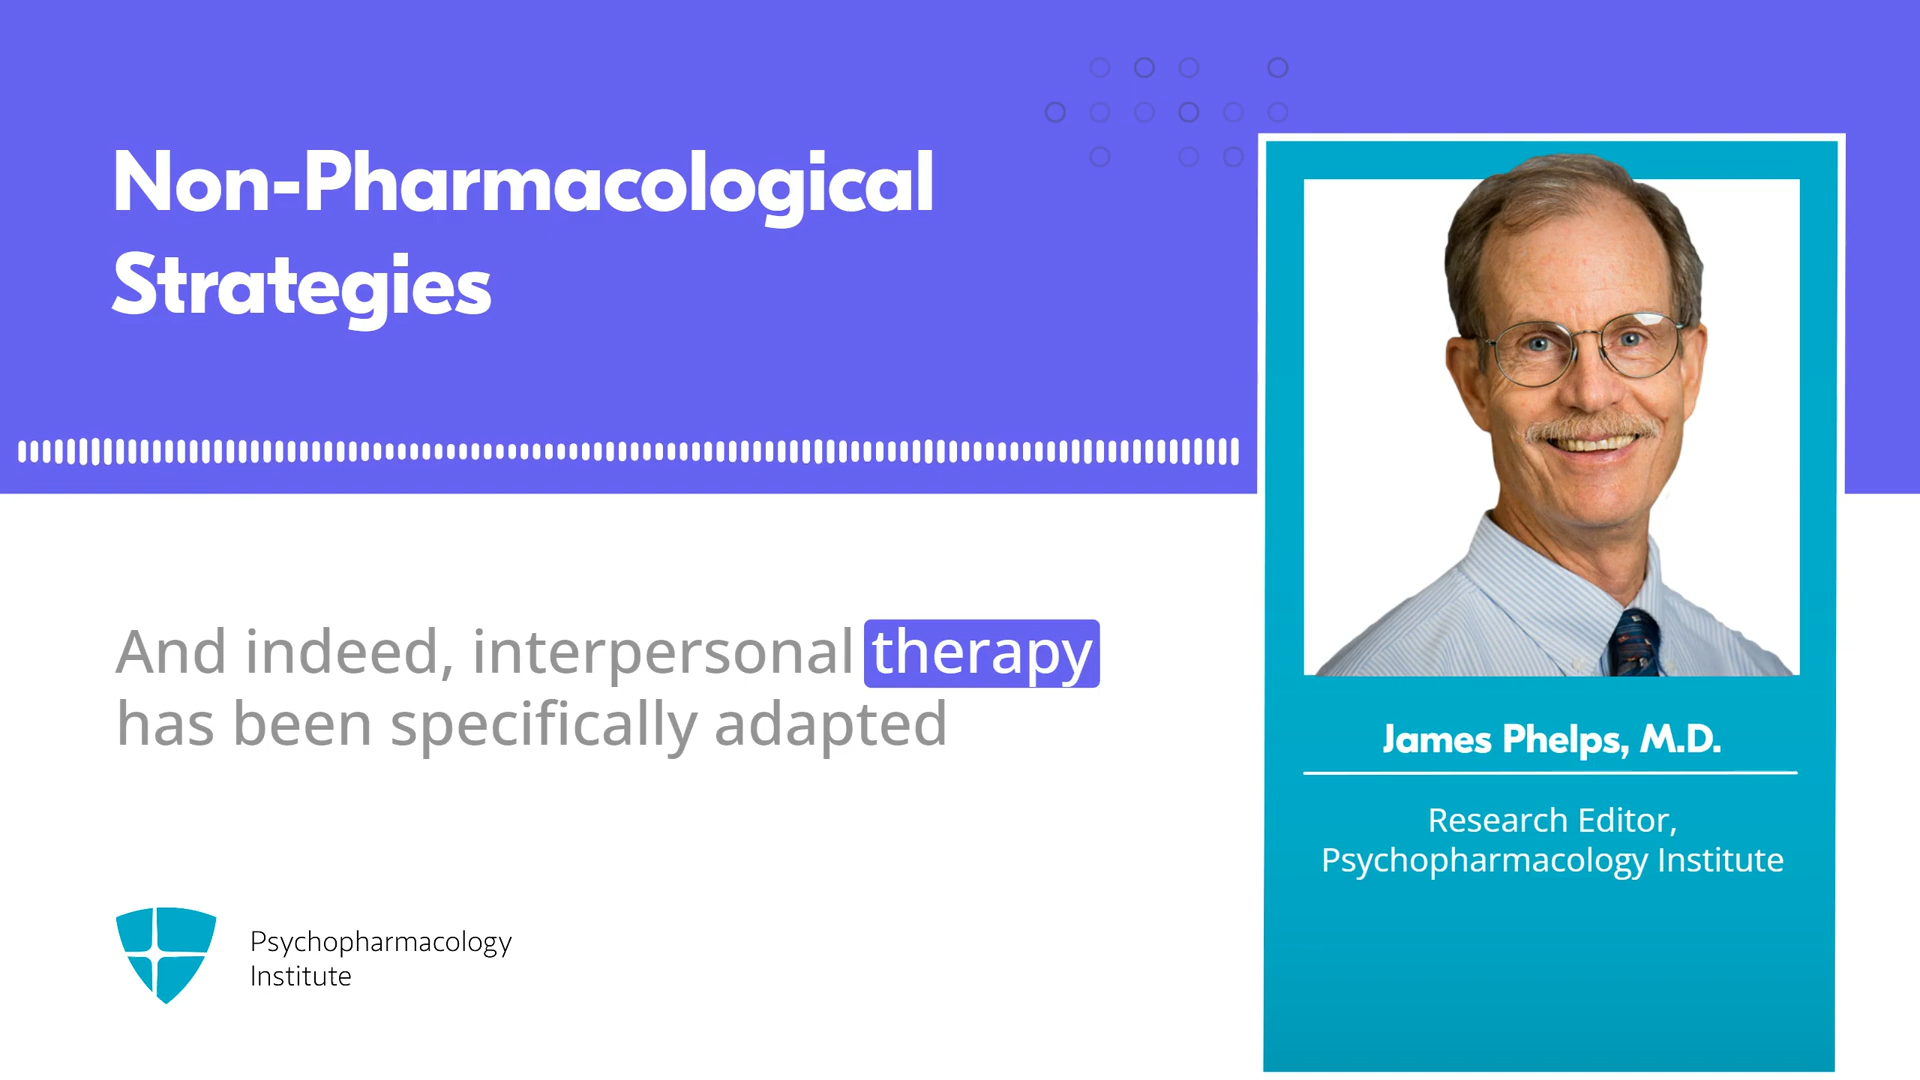 Non-Pharmacological
Strategies
And indeed, interpersonal therapy
has been specifically adapted
James Phelps, M.D.
Research Editor,
Psychopharmacology Institute
Psychopharmacology
Institute